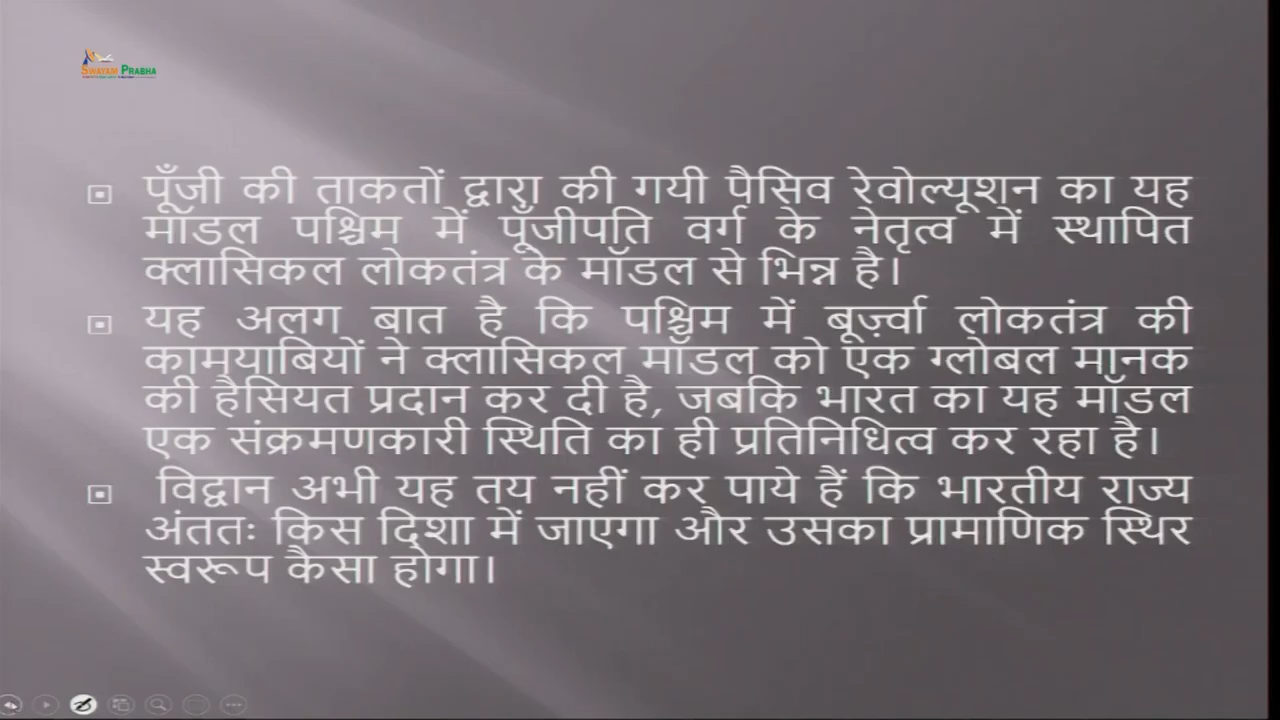 SWAYAM PRABHA
पूँजी की ताकतों द्वारा की गयी पैसिव रेवोल्यूशन का यह
मॉडल पश्चिम में पूँजीपति वर्ग के नेतृत्व में स्थापित
क्लासिकल लोकतंत्र के मॉडल से भिन्न है।
यह अलग बात है कि पश्चिम में बूर्ज़्वा लोकतंत्र की
कामयाबियों ने क्लासिकल मॉडल को एक ग्लोबल मानक
की हैसियत प्रदान कर दी है, जबकि भारत का यह मॉडल
एक संक्रमणकारी स्थिति का ही प्रतिनिधित्व कर रहा है।
विद्वान अभी यह तय नहीं कर पाये हैं कि भारतीय राज्य
अंततः किस दिशा में जाएगा और उसका प्रामाणिक स्थिर
स्वरूप कैसा होगा।